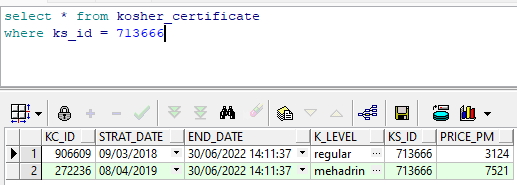 select * from kosher_certificate
where ks_id = 713666
KC_ID STRAT_DATE END_DATE K_LEVEL KS_ID PRICE_PM
1 906609 09/03/2018 30/06/2022 14:11:37 regular ... 713666 3124
2 272236 08/04/2019 30/06/2022 14:11:37 mehadrin ... 713666 7521